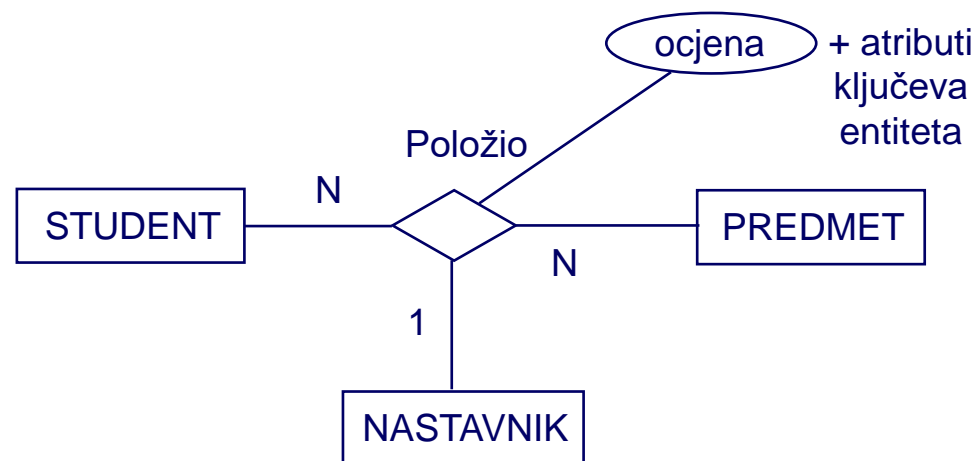 ocjena + atributi
ključeva
entiteta
Položio
N
STUDENT
PREDMET
N
1
NASTAVNIK